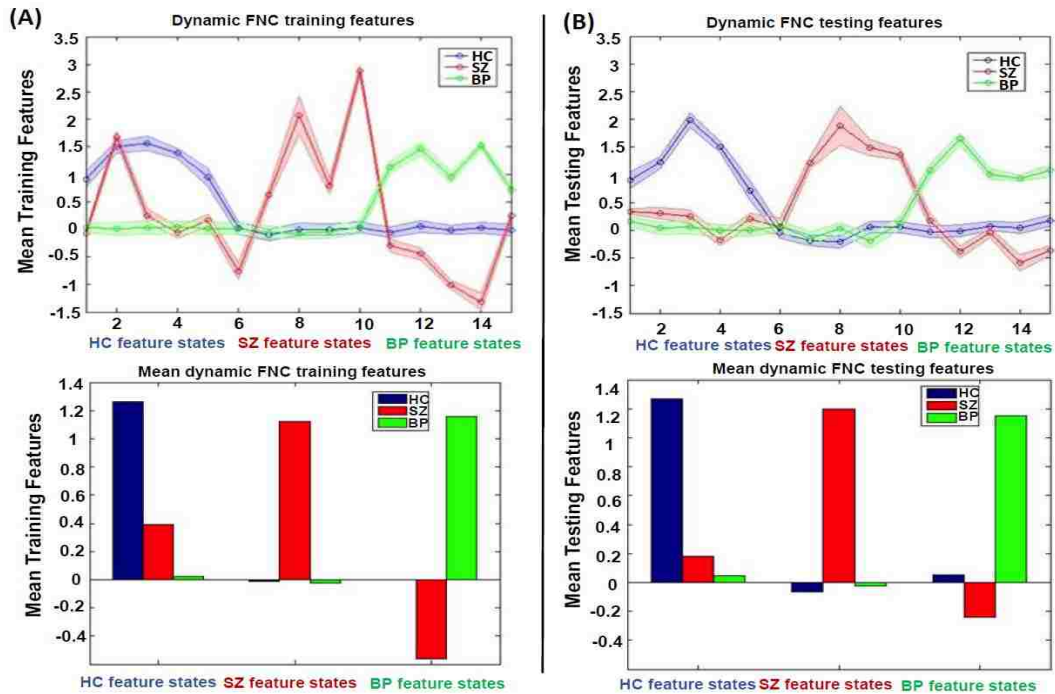 (A)
Dynamic FNC training features
Mean Training Features
3.5
3
2.5
2
1.5
1
0.5
0
-0.5
-1
-1.5
HC
SZ
BP
2 4 6 8 10 12 14
HC feature states SZ feature states BP feature states
Mean dynamic FNC training features
Mean Training Features
1.4
1.2
1
0.8
0.6
0.4
0.2
0
-0.2
-0.4
HC
SZ
BP
HC feature states SZ feature states BP feature states
(B)
Dynamic FNC testing features
Mean Testing Features
3.5
3
2.5
2
1.5
1
0.5
0
-0.5
-1
-1.5
HC
SZ
BP
2 4 6 8 10 12 14
HC feature states SZ feature states BP feature states
Mean dynamic FNC testing features
Mean Testing Features
1.4
1.2
1
0.8
0.6
0.4
0.2
0
-0.2
-0.4
HC
SZ
BP
HC feature states SZ feature states BP feature states